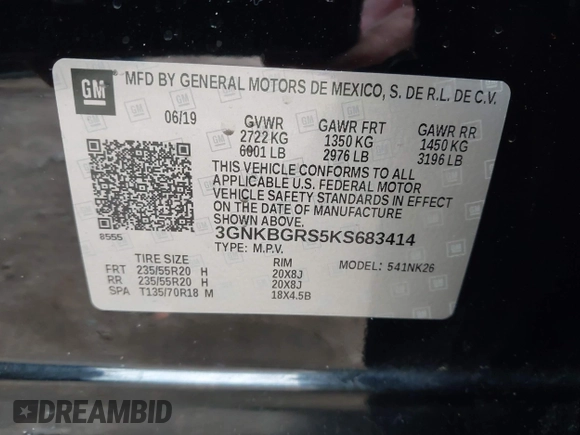 GM
MFD BY GENERAL MOTORS DE MEXICO, S. DE R.L. DE C.V.
06/19 GVWR GAWR FRT GAWR RR
2722 KG 1350 KG 1450 KG
6001 LB 2976 LB 3196 LB
THIS VEHICLE CONFORMS TO ALL
APPLICABLE U.S. FEDERAL MOTOR
VEHICLE SAFETY STANDARDS IN EFFECT
ON THE DATE OF MANUFACTURE
SHOWN ABOVE.
8555 3GNKBGRS5KS683414
TYPE: M.P.V.
TIRE SIZE RIM MODEL: 541NK26
FRT 235/55R20 H 20X8J
RR 235/55R20 H 20X8J
SPA T135/70R18 M 18X4.5B
DREAMBID